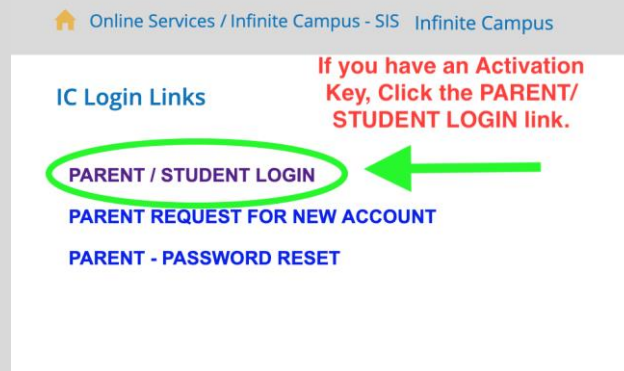 Online Services / Infinite Campus - SIS Infinite Campus
If you have an Activation
Key, Click the PARENT/
STUDENT LOGIN link.
IC Login Links
PARENT / STUDENT LOGIN
PARENT REQUEST FOR NEW ACCOUNT
PARENT - PASSWORD RESET